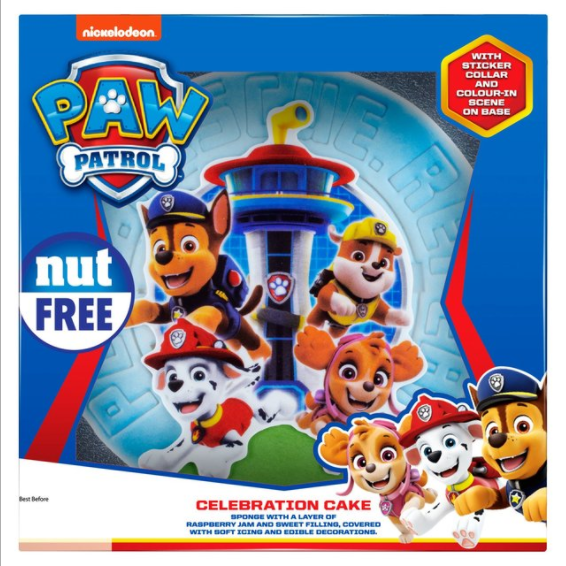 nickelodeon
PAW
PATROL
WITH
STICKER
COLLAR
AND
COLOUR-IN
SCENE
ON BASE
nut
FREE
Best Before
CELEBRATION CAKE
SPONGE WITH A LAYER OF
RASPBERRY JAM AND SWEET FILLING, COVERED
WITH SOFT ICING AND EDIBLE DECORATIONS.